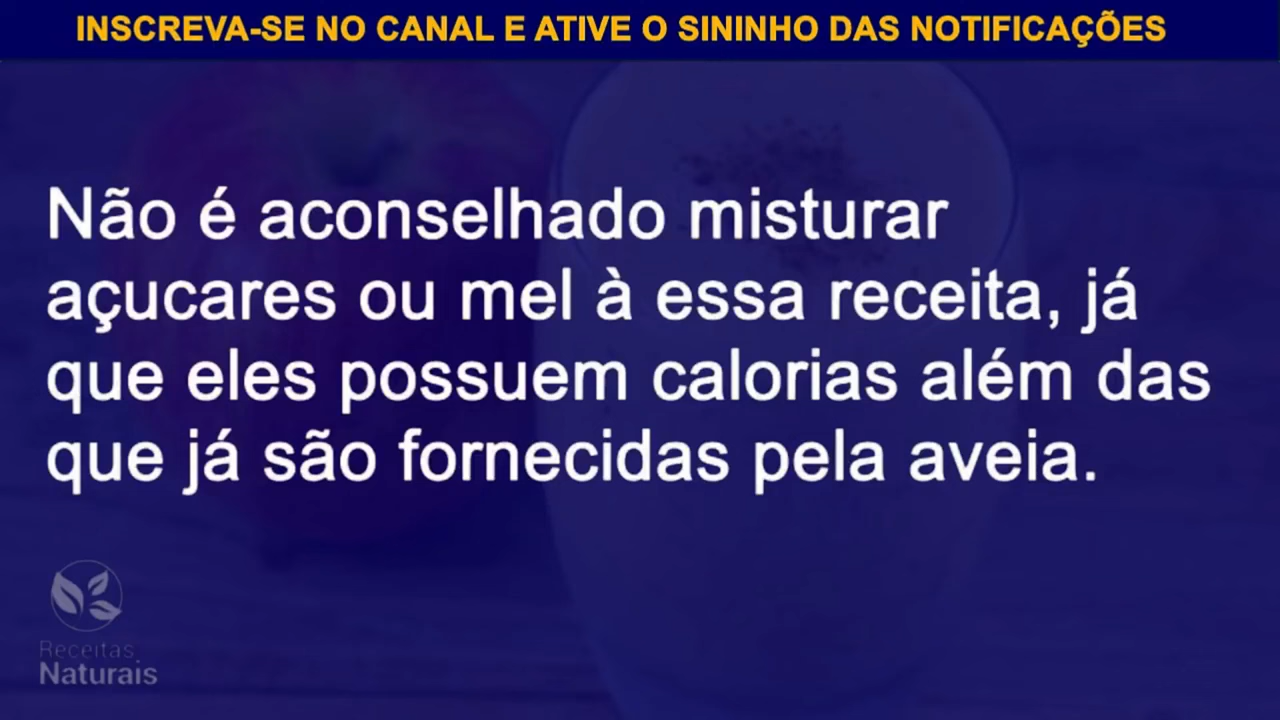 INSCREVA-SE NO CANAL E ATIVE O SININHO DAS NOTIFICAÇÕES
Não é aconselhado misturar
açucares ou mel à essa receita, já
que eles possuem calorias além das
que já são fornecidas pela aveia.
Receitas
Naturais